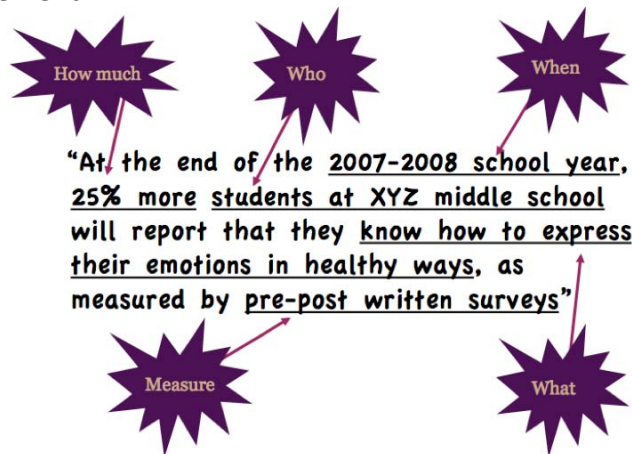 How much
Who
When
“At the end of the 2007-2008 school year,
25% more students at XYZ middle school
will report that they know how to express
their emotions in healthy ways, as
measured by pre-post written surveys”
Measure
What